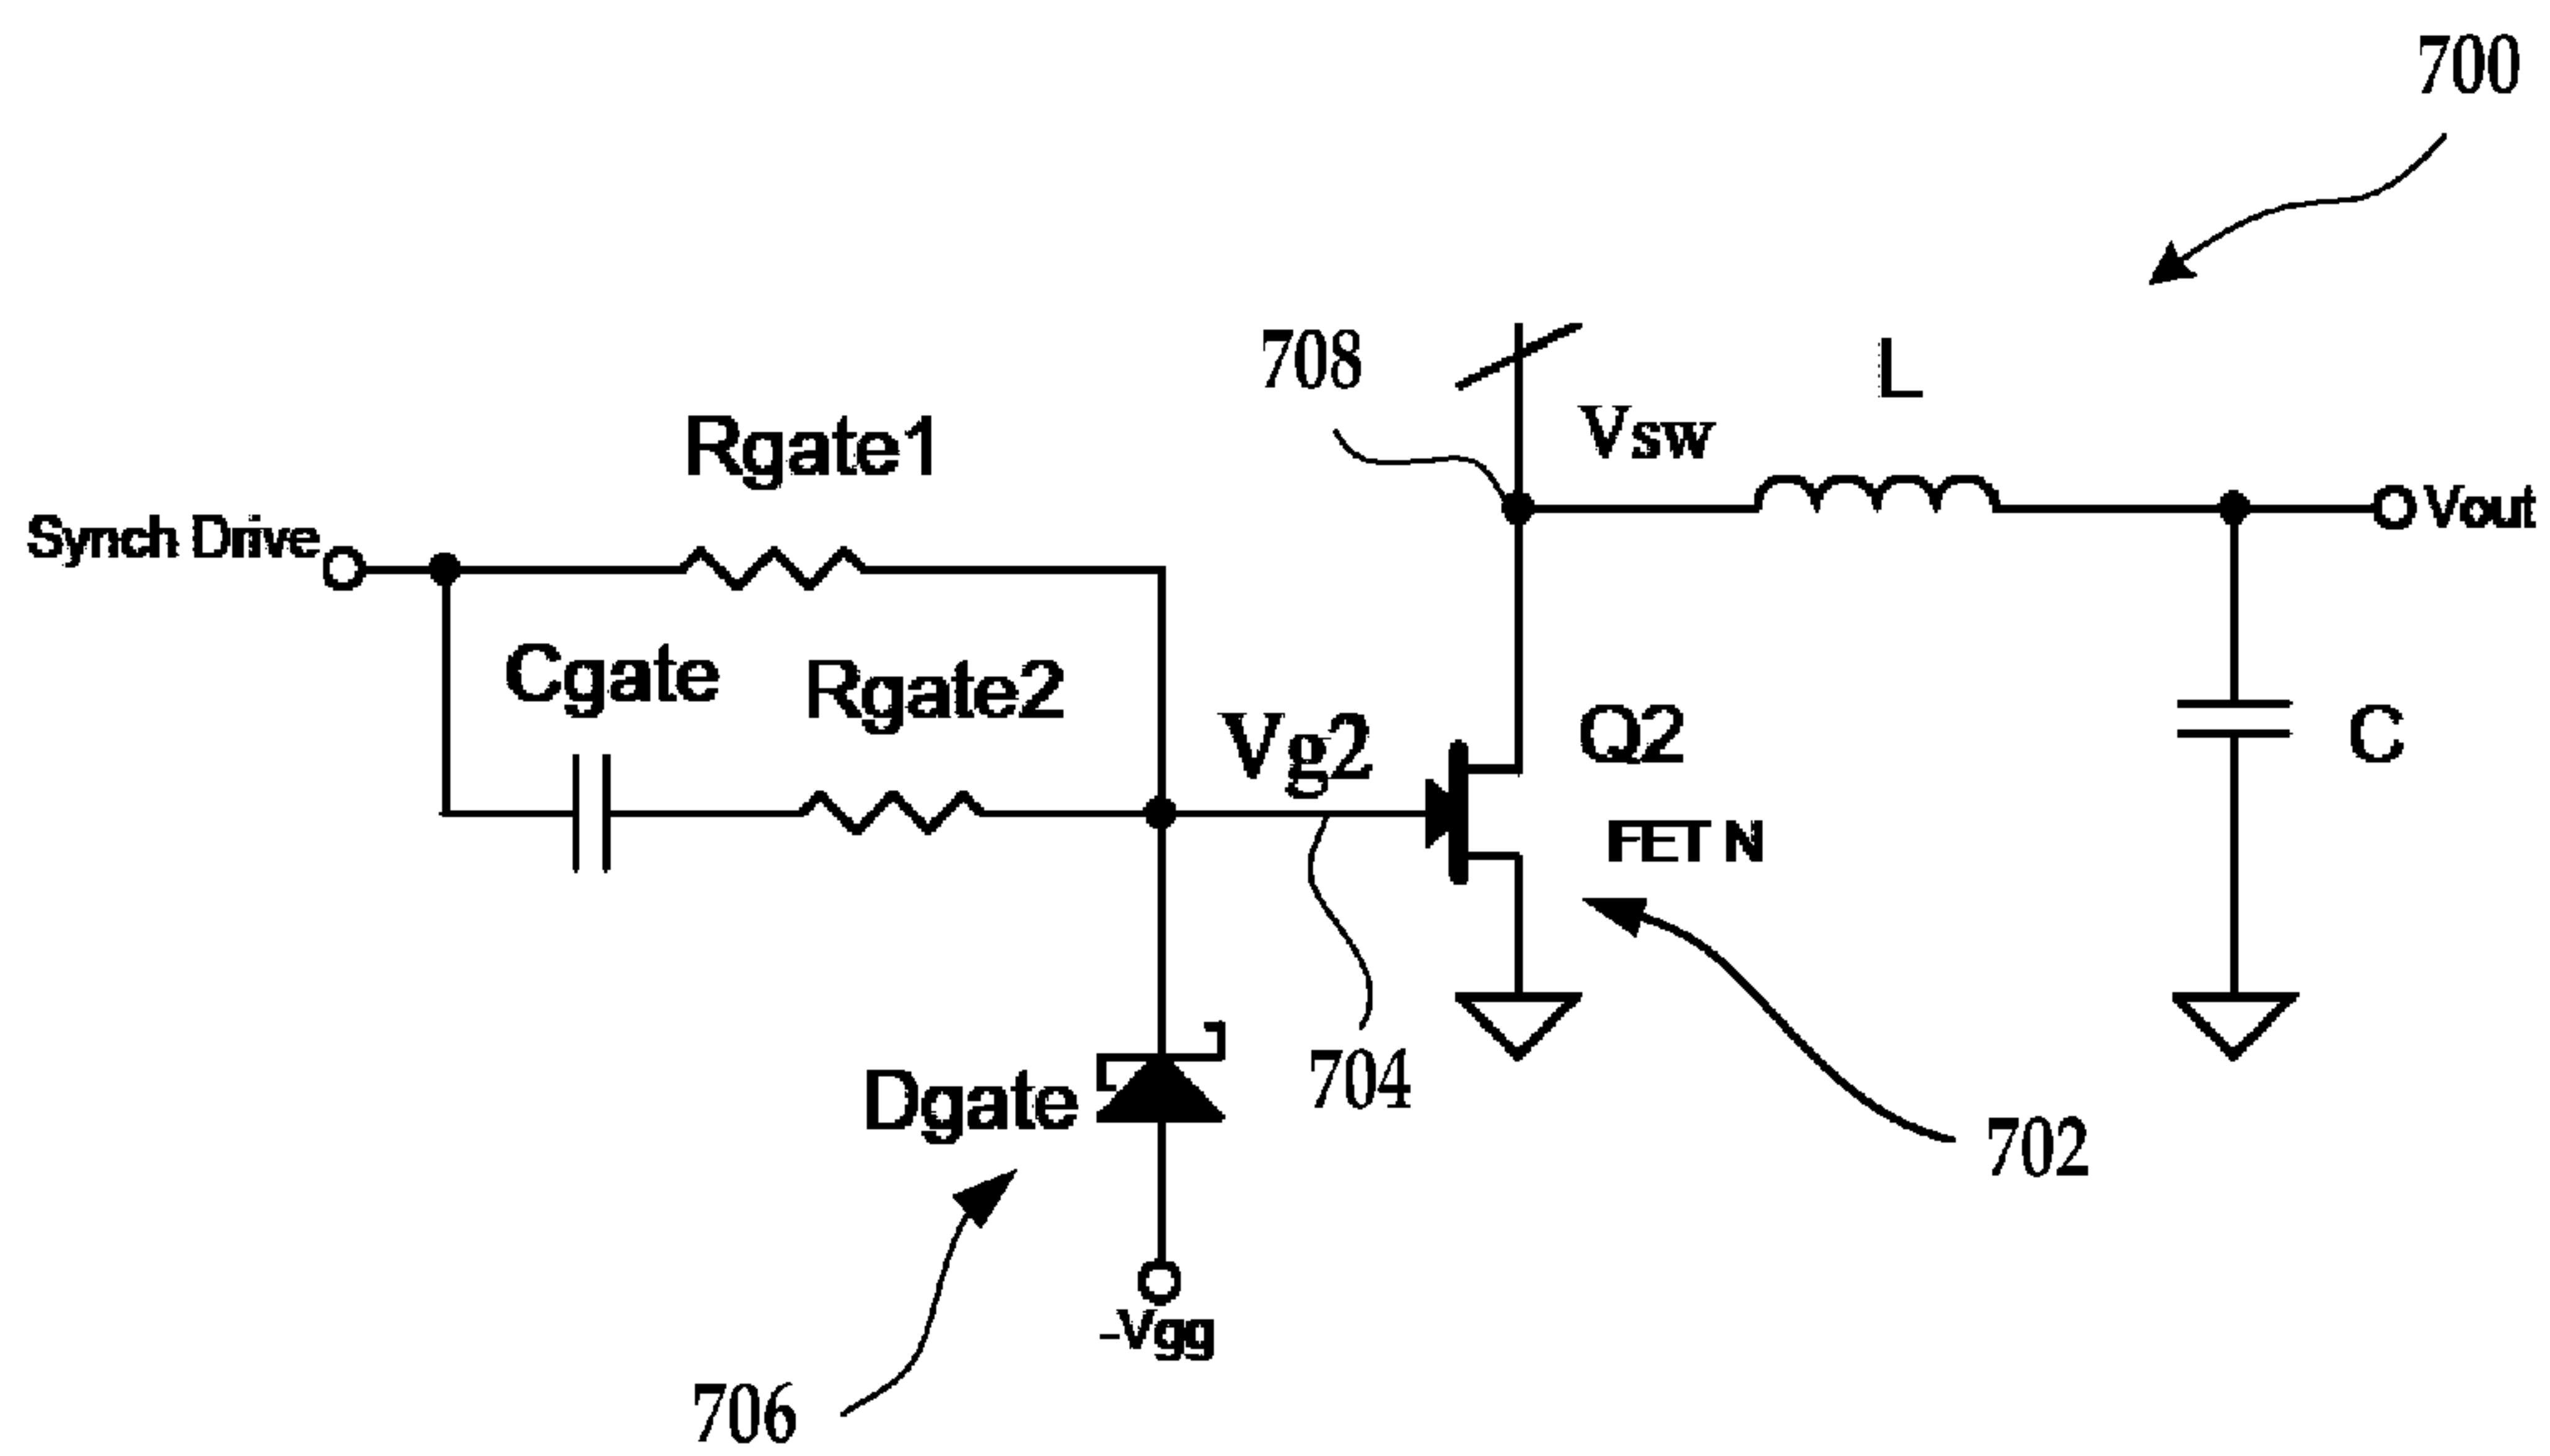 700
708
L
Vsw
Rgate1
Vout
Synch Drive
Cgate
Rgate2
Vg2
Q2
C
FET N
Dgate
704
702
-Vgg
706